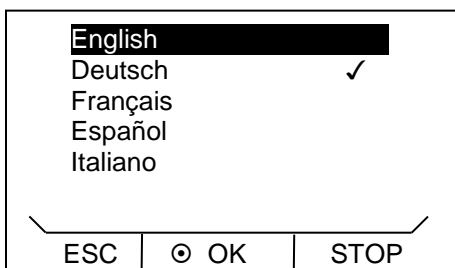 English
Deutsch ✓
Français
Español
Italiano
ESC ⊙ OK STOP